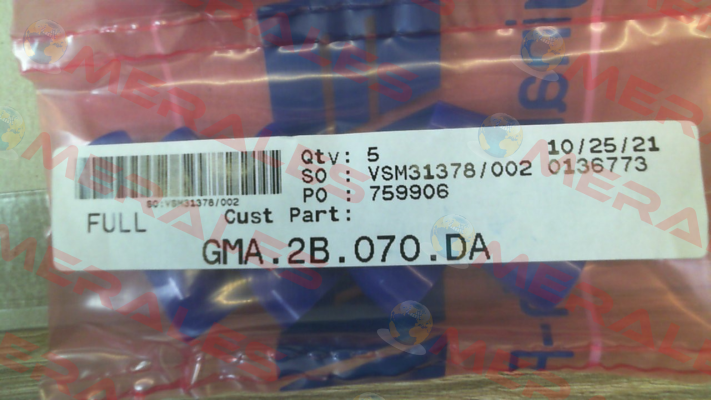 Qty: 5 10/25/21
SO : VSM31378/002 0136773
PO : 759906
SO:VSM31378/002
FULL Cust Part:
GMA.2B.070.DA
MERALES